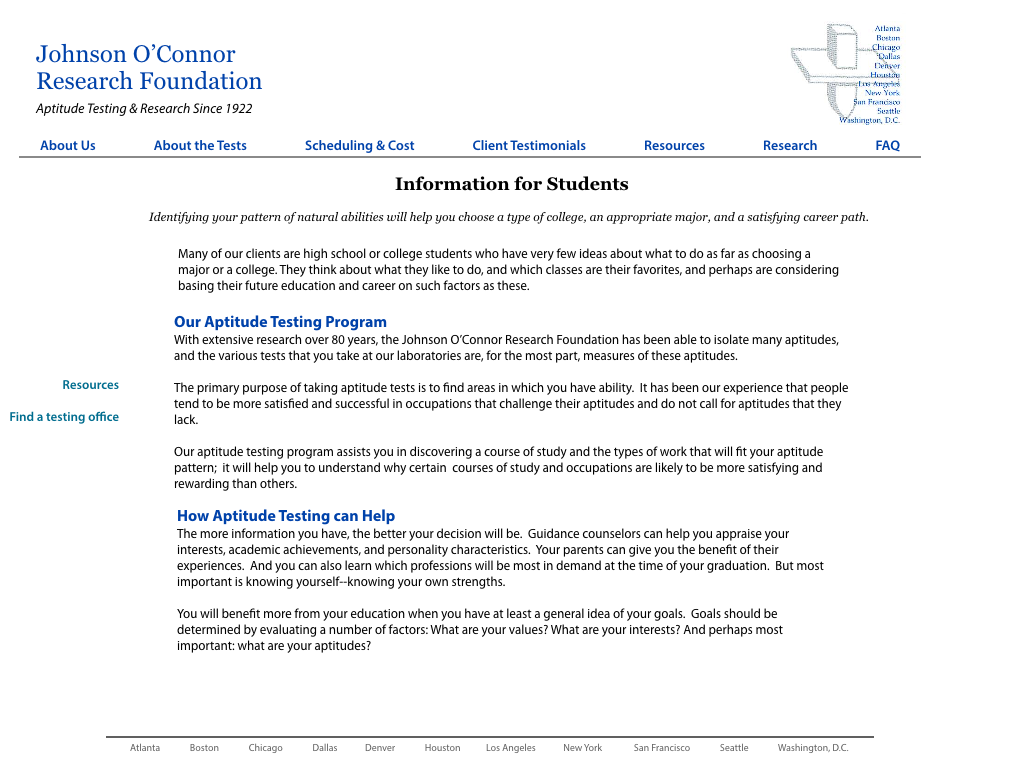 Johnson O’Connor
Research Foundation
Aptitude Testing & Research Since 1922
Atlanta
Boston
Chicago
Dallas
Denver
Houston
Los Angeles
New York
San Francisco
Seattle
Washington, D.C.
About Us About the Tests Scheduling & Cost Client Testimonials Resources Research FAQ
Information for Students
Identifying your pattern of natural abilities will help you choose a type of college, an appropriate major, and a satisfying career path.
Many of our clients are high school or college students who have very few ideas about what to do as far as choosing a
major or a college. They think about what they like to do, and which classes are their favorites, and perhaps are considering
basing their future education and career on such factors as these.
Our Aptitude Testing Program
With extensive research over 80 years, the Johnson O’Connor Research Foundation has been able to isolate many aptitudes,
and the various tests that you take at our laboratories are, for the most part, measures of these aptitudes.
Resources
Find a testing office
The primary purpose of taking aptitude tests is to find areas in which you have ability.  It has been our experience that people
tend to be more satisfied and successful in occupations that challenge their aptitudes and do not call for aptitudes that they
lack.
Our aptitude testing program assists you in discovering a course of study and the types of work that will fit your aptitude
pattern;  it will help you to understand why certain  courses of study and occupations are likely to be more satisfying and
rewarding than others.
How Aptitude Testing can Help
The more information you have, the better your decision will be.  Guidance counselors can help you appraise your
interests, academic achievements, and personality characteristics.  Your parents can give you the benefit of their
experiences.  And you can also learn which professions will be most in demand at the time of your graduation.  But most
important is knowing yourself--knowing your own strengths.
You will benefit more from your education when you have at least a general idea of your goals.  Goals should be
determined by evaluating a number of factors: What are your values? What are your interests? And perhaps most
important: what are your aptitudes?
Atlanta Boston Chicago Dallas Denver Houston Los Angeles New York San Francisco Seattle Washington, D.C.